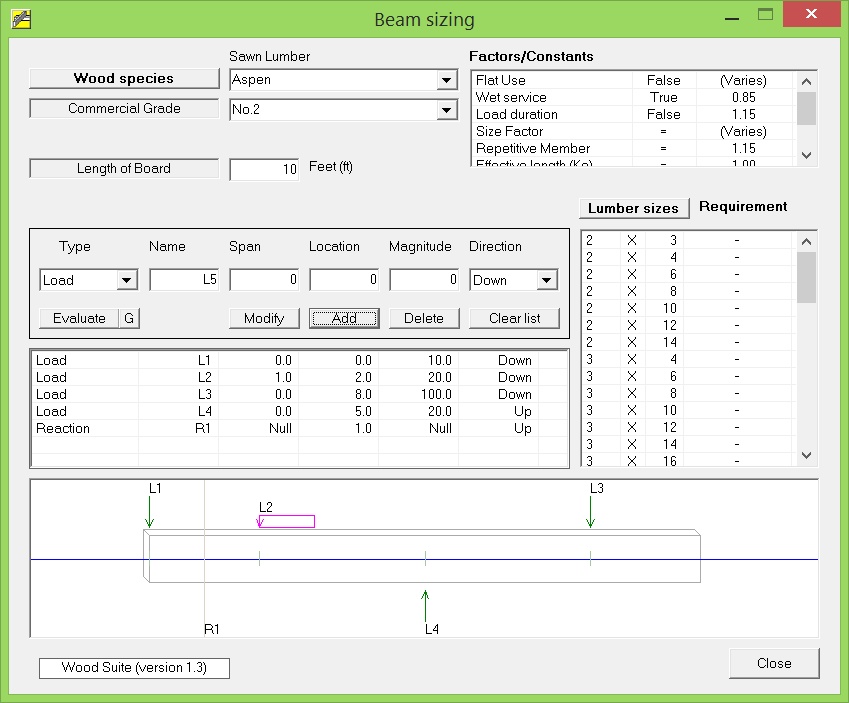 Beam sizing
Sawn Lumber
Wood species
Aspen
Commercial Grade
No.2
Length of Board
10 Feet (ft)
Factors/Constants
Flat Use False (Varies)
Wet service True 0.85
Load duration False 1.15
Size Factor = (Varies)
Repetitive Member = 1.15
Effective length (Ke) = 1.00
Lumber sizes Requirement
2 X 3 -
2 X 4 -
2 X 6 -
2 X 8 -
2 X 10 -
2 X 12 -
2 X 14 -
3 X 4 -
3 X 6 -
3 X 8 -
3 X 10 -
3 X 12 -
3 X 14 -
3 X 16 -
Type Name Span Location Magnitude Direction
Load L5 0 0 0 Down
Evaluate G Modify Add Delete Clear list
Load L1 0.0 0.0 10.0 Down
Load L2 1.0 2.0 20.0 Down
Load L3 0.0 8.0 100.0 Down
Load L4 0.0 5.0 20.0 Up
Reaction R1 Null 1.0 Null Up
L1 L3
L2
R1 L4
Wood Suite (version 1.3)
Close